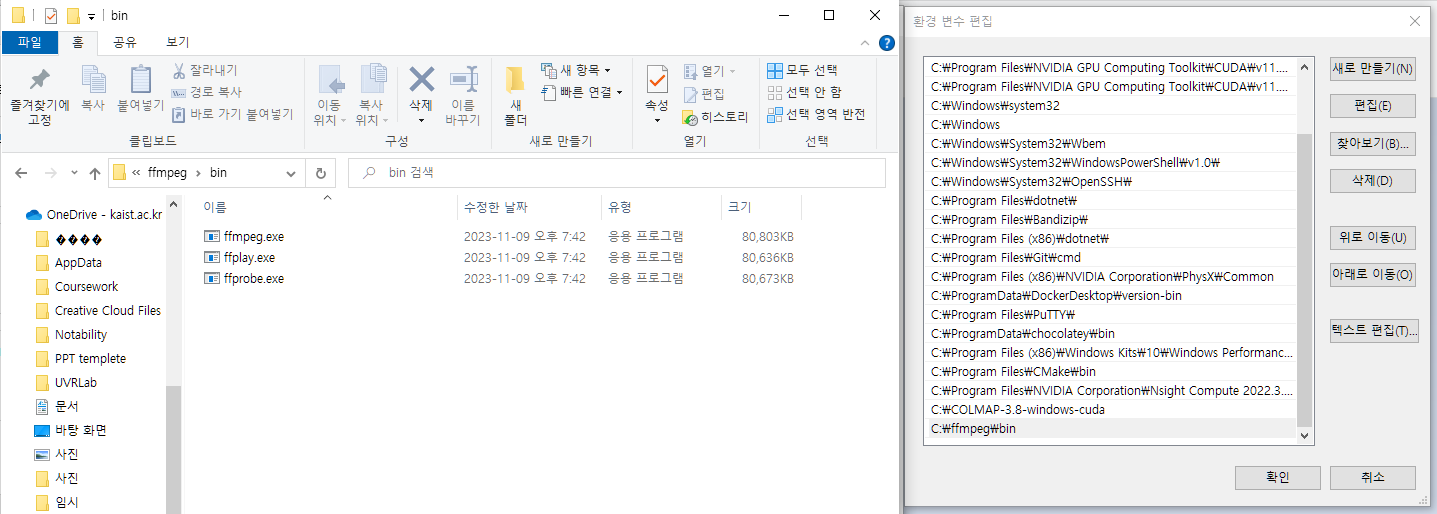 bin
파일
홈
공유
보기
즐겨찾기에
고정
복사
붙여넣기
잘라내기
경로 복사
바로 가기 붙여넣기
클립보드
이동
위치
복사
위치
삭제
이름
바꾸기
구성
새
폴더
새 항목
빠른 연결
새로 만들기
속성
열기
편집
히스토리
열기
모두 선택
선택 안 함
선택 영역 반전
선택
« ffmpeg › bin
bin 검색
OneDrive - kaist.ac.kr
����
AppData
Coursework
Creative Cloud Files
Notability
PPT templete
UVRLab
문서
바탕 화면
사진
사진
임시
이름 수정한 날짜 유형 크기
ffmpeg.exe 2023-11-09 오후 7:42 응용 프로그램 80,803KB
ffplay.exe 2023-11-09 오후 7:42 응용 프로그램 80,636KB
ffprobe.exe 2023-11-09 오후 7:42 응용 프로그램 80,673KB
환경 변수 편집
C:₩Program Files₩NVIDIA GPU Computing Toolkit₩CUDA₩v11....
C:₩Program Files₩NVIDIA GPU Computing Toolkit₩CUDA₩v11....
C:₩Windows₩system32
C:₩Windows
C:₩Windows₩System32₩Wbem
C:₩Windows₩System32₩WindowsPowerShell₩v1.0₩
C:₩Windows₩System32₩OpenSSH₩
C:₩Program Files₩dotnet₩
C:₩Program Files₩Bandizip₩
C:₩Program Files (x86)₩dotnet₩
C:₩Program Files₩Git₩cmd
C:₩Program Files (x86)₩NVIDIA Corporation₩PhysX₩Common
C:₩ProgramData₩DockerDesktop₩version-bin
C:₩Program Files₩PuTTY₩
C:₩ProgramData₩chocolatey₩bin
C:₩Program Files (x86)₩Windows Kits₩10₩Windows Performanc...
C:₩Program Files₩CMake₩bin
C:₩Program Files₩NVIDIA Corporation₩Nsight Compute 2022.3....
C:₩COLMAP-3.8-windows-cuda
C:₩ffmpeg₩bin
새로 만들기(N)
편집(E)
찾아보기(B)...
삭제(D)
위로 이동(U)
아래로 이동(O)
텍스트 편집(T)...
확인
취소